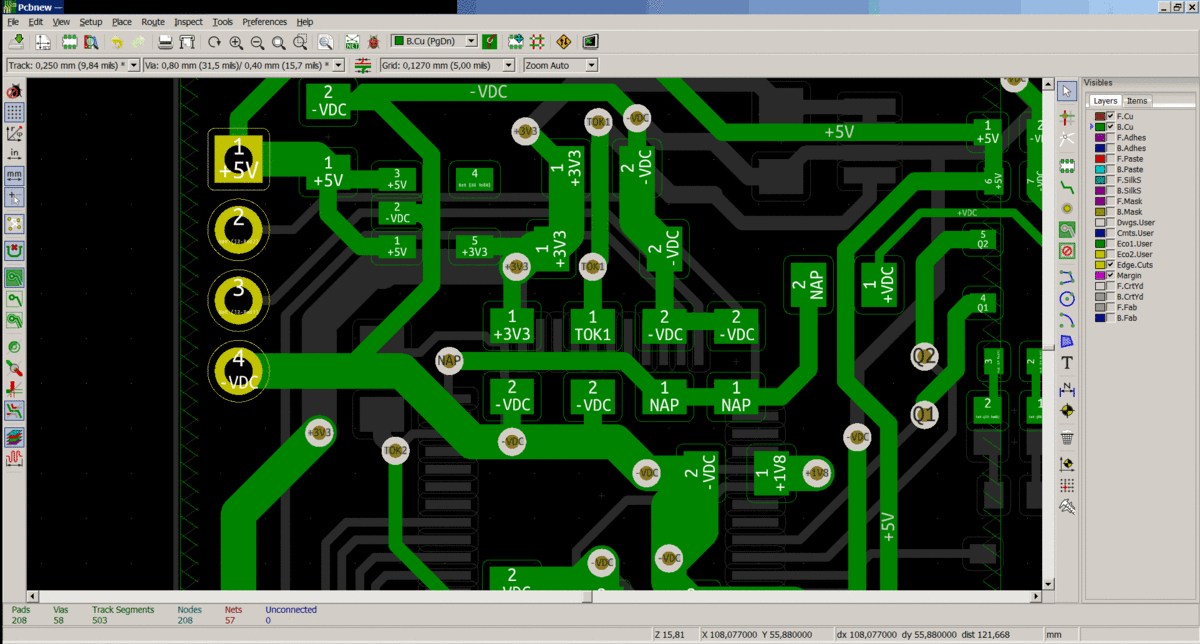 Pcbnew —
File Edit View Setup Place Route Inspect Tools Preferences Help
B.Cu (PgDn)
Track: 0,250 mm (9,84 mils) * Via: 0,80 mm (31,5 mils)/ 0,40 mm (15,7 mils) * Grid: 0,1270 mm (5,00 mils) Zoom Auto
Visibles
Layers Items
F.Cu
B.Cu
F.Adhes
B.Adhes
F.Paste
B.Paste
F.SilkS
B.SilkS
F.Mask
B.Mask
Dwgs.User
Cmts.User
Eco1.User
Eco2.User
Edge.Cuts
Margin
F.CrtYd
B.CrtYd
F.Fab
B.Fab
in
mm
2
-VDC
-VDC
+3V3
TOK1
-VDC
+5V
1
+5V
1
+5V
1
+5V
3
+5V
4
2
-VDC
1
+5V
5
+3V3
1
+3V3
2
-VDC
1
+3V3
2
-VDC
6
+5V
7
+VDC
5
Q2
4
Q1
2
3
4
-VDC
+3V3
TOK1
2
NAP
1
+VDC
1
+3V3
1
TOK1
2
-VDC
2
-VDC
NAP
Q2
Q1
3
2
2
1
2
-VDC
2
-VDC
1
NAP
1
NAP
+3V3
TOK2
-VDC
-VDC
-VDC
2
-VDC
1
+1V8
+1V8
+5V
-VDC
-VDC
2
-VDC
Pads Vias Track Segments Nodes Nets Unconnected
208 58 503 208 57 0
Z 15,81 X 108,077000 Y 55,880000 dx 108,077000 dy 55,880000 dist 121,668 mm